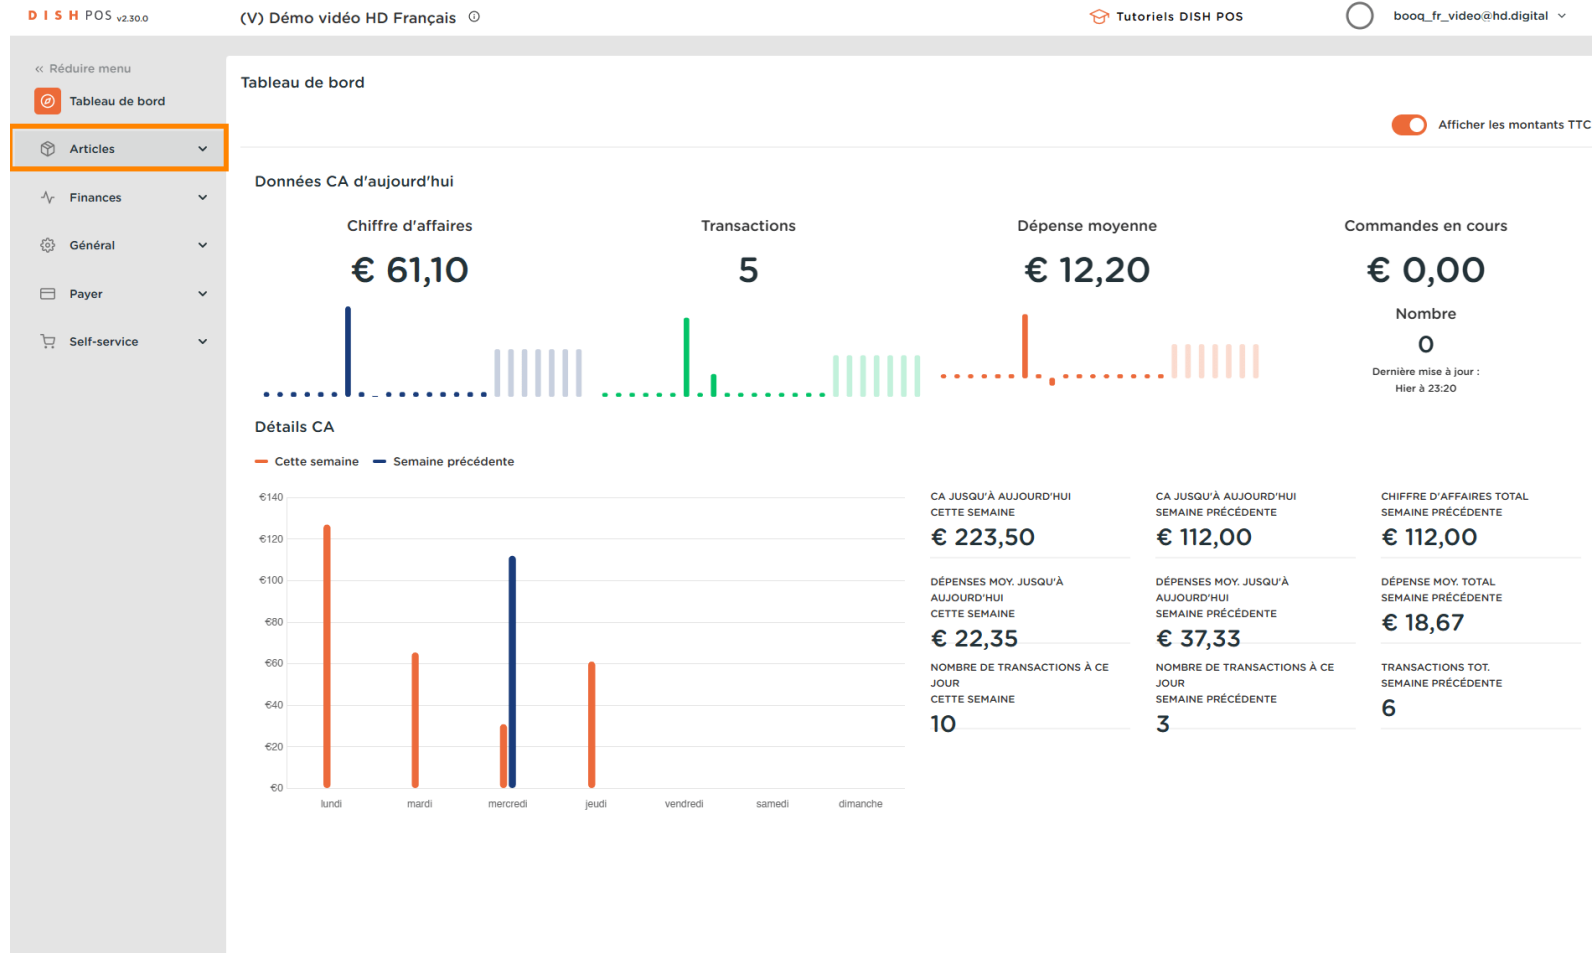 DISH POS v2.30.0
(V) Démo vidéo HD Français
Tutoriels DISH POS
booq_fr_video@hd.digital
« Réduire menu
Tableau de bord
Articles
Finances
Général
Payer
Self-service
Tableau de bord
Afficher les montants TTC
Données CA d'aujourd'hui
Chiffre d'affaires
€ 61,10
Transactions
5
Dépense moyenne
€ 12,20
Commandes en cours
€ 0,00
Nombre
0
Dernière mise à jour :
Hier à 23:20
Détails CA
Cette semaine
Semaine précédente
€140
€120
€100
€80
€60
€40
€20
€0
lundi
mardi
mercredi
jeudi
vendredi
samedi
dimanche
CA JUSQU'À AUJOURD'HUI
CETTE SEMAINE
€ 223,50
CA JUSQU'À AUJOURD'HUI
SEMAINE PRÉCÉDENTE
€ 112,00
CHIFFRE D'AFFAIRES TOTAL
SEMAINE PRÉCÉDENTE
€ 112,00
DÉPENSES MOY. JUSQU'À
AUJOURD'HUI
CETTE SEMAINE
€ 22,35
DÉPENSES MOY. JUSQU'À
AUJOURD'HUI
SEMAINE PRÉCÉDENTE
€ 37,33
DÉPENSE MOY. TOTAL
SEMAINE PRÉCÉDENTE
€ 18,67
NOMBRE DE TRANSACTIONS À CE
JOUR
CETTE SEMAINE
10
NOMBRE DE TRANSACTIONS À CE
JOUR
SEMAINE PRÉCÉDENTE
3
TRANSACTIONS TOT.
SEMAINE PRÉCÉDENTE
6